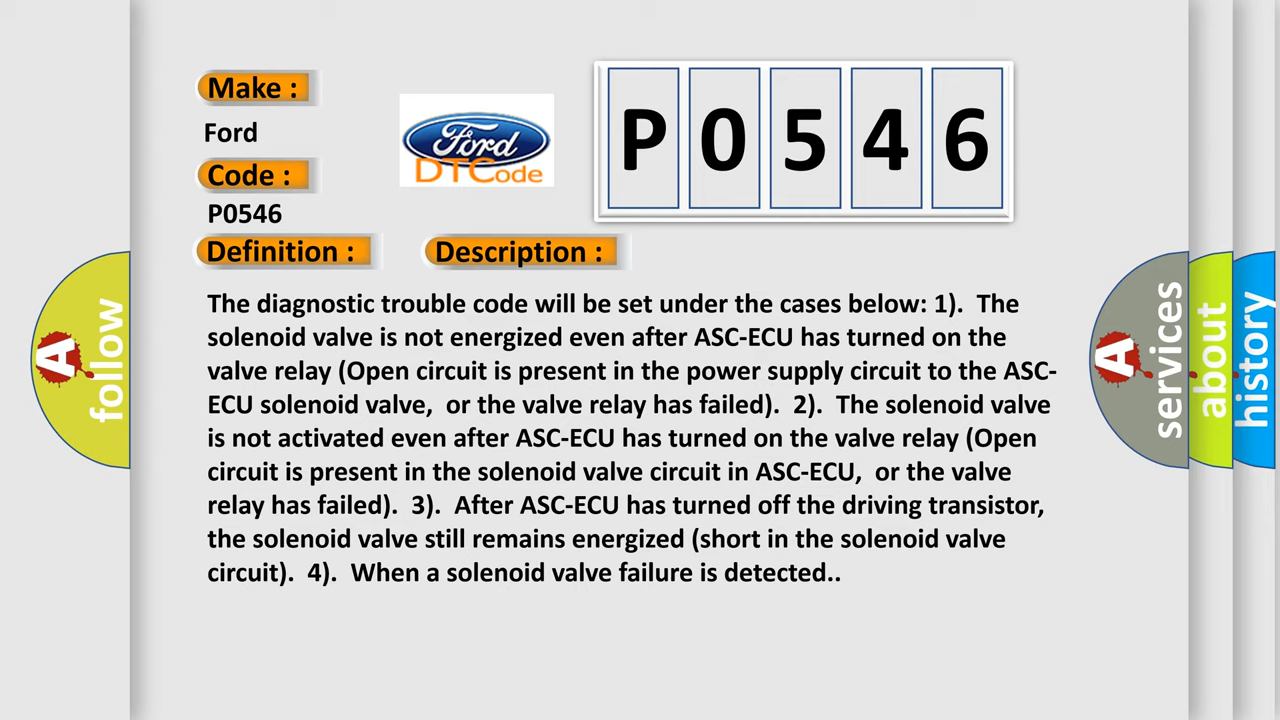 Make :
Ford
Code :
P0546
Ford
DTCode
P0546
Definition :
Description :
The diagnostic trouble code will be set under the cases below: 1).  The
solenoid valve is not energized even after ASC-ECU has turned on the
valve relay (Open circuit is present in the power supply circuit to the ASC-
ECU solenoid valve,  or the valve relay has failed).  2).  The solenoid valve
is not activated even after ASC-ECU has turned on the valve relay (Open
circuit is present in the solenoid valve circuit in ASC-ECU,  or the valve
relay has failed).  3).  After ASC-ECU has turned off the driving transistor,
the solenoid valve still remains energized (short in the solenoid valve
circuit).  4).  When a solenoid valve failure is detected..
A follow
A services
about
history